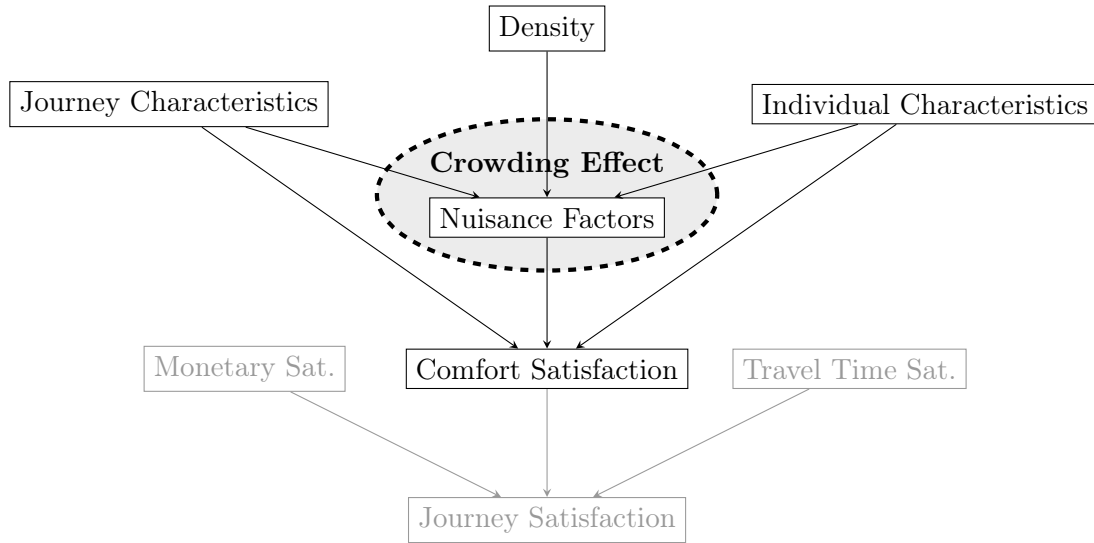 Density
Journey Characteristics
Individual Characteristics
Crowding Effect
Nuisance Factors
Monetary Sat.
Comfort Satisfaction
Travel Time Sat.
Journey Satisfaction